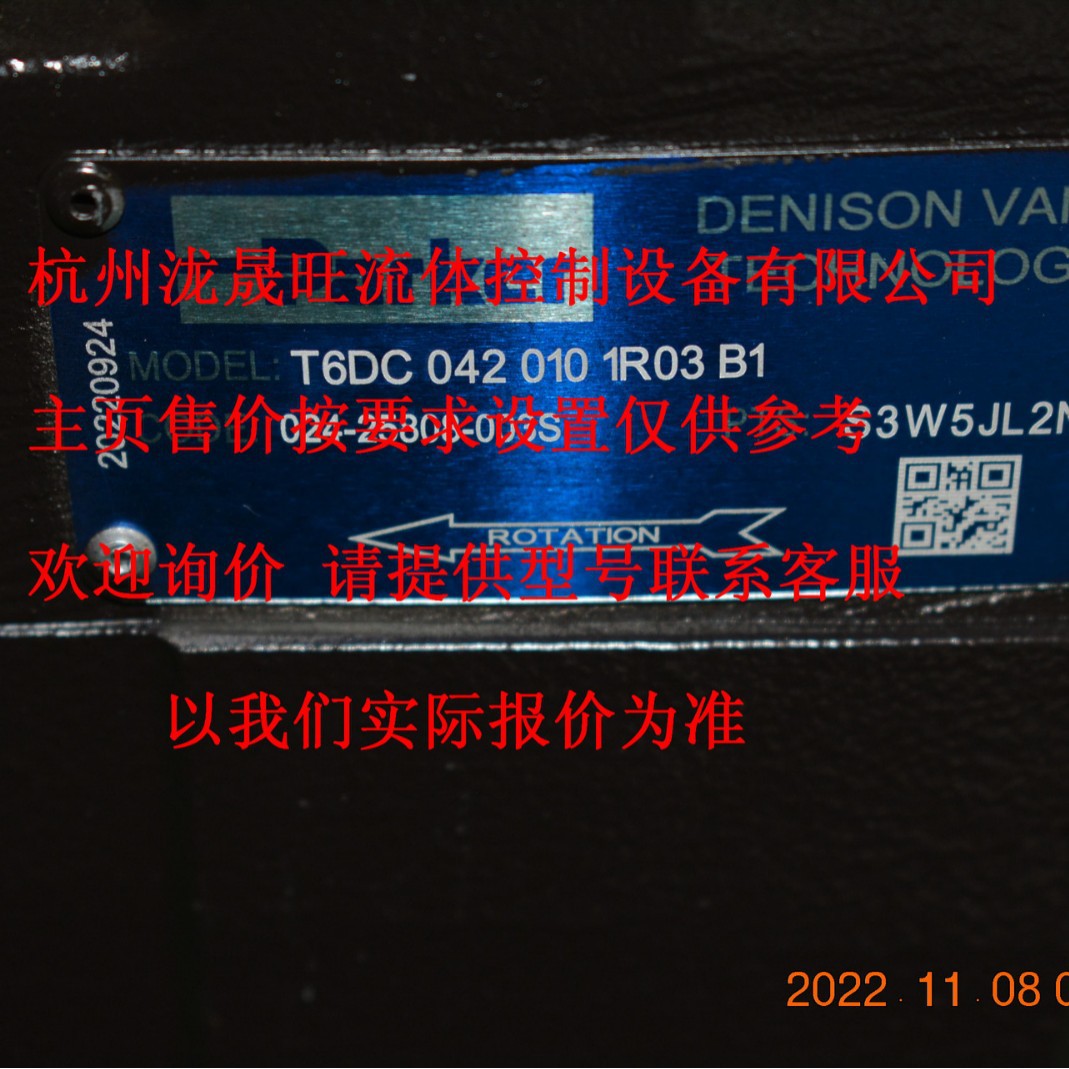 DENISON
杭州泷晟旺流体控制设备有限公司
20220924
MODEL: T6DC 042 010 1R03 B1
主页售价按要求设置仅供参考
S3W5JL2
ROTATION
欢迎询价 请提供型号联系客服
以我们实际报价为准
2022.11.08